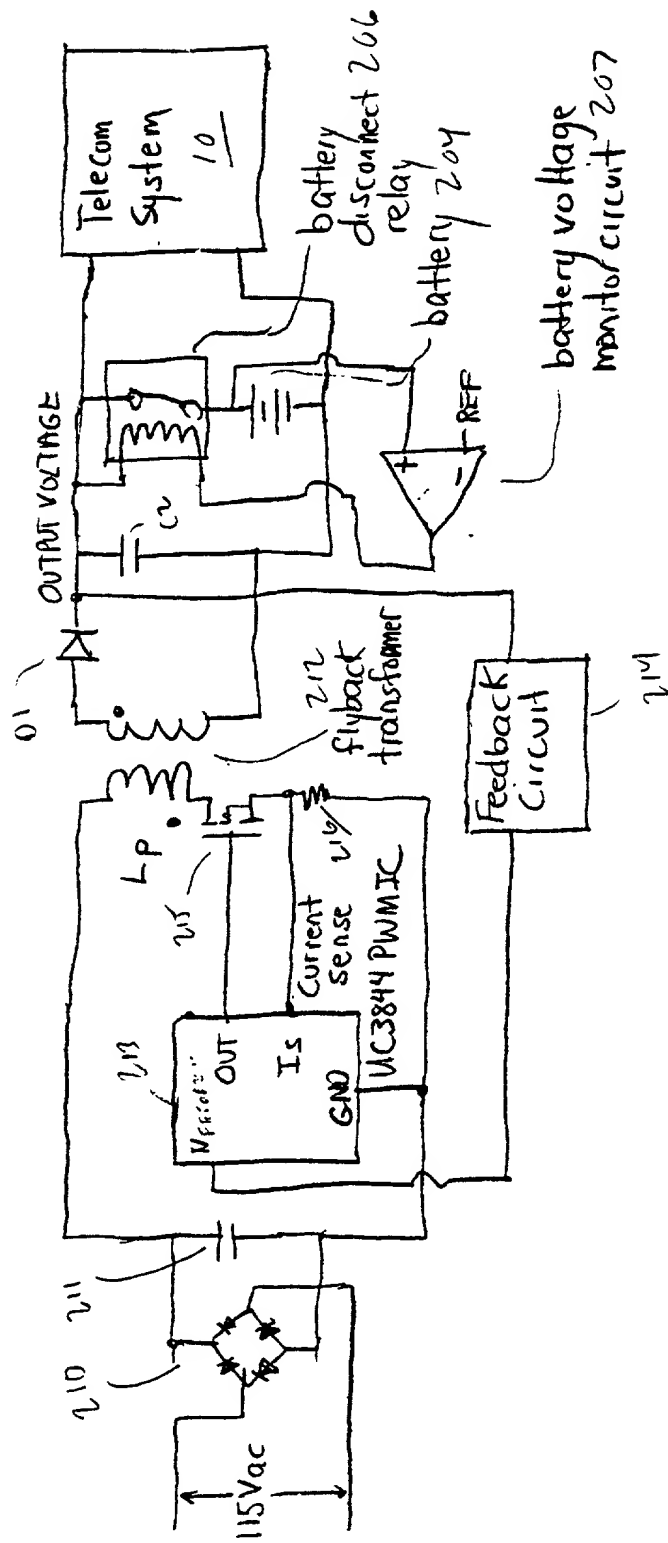 115Vac
210
211
213
OUT
Is
GND
Current
sense
UC3844 PWM IC
215
216
Lp
212
flyback
transformer
D1
OUTPUT VOLTAGE
C2
Telecom
System
10
battery
disconnect 206
relay
battery 204
+
-
REF
battery voltage
monitor circuit 207
Feedback
Circuit
214